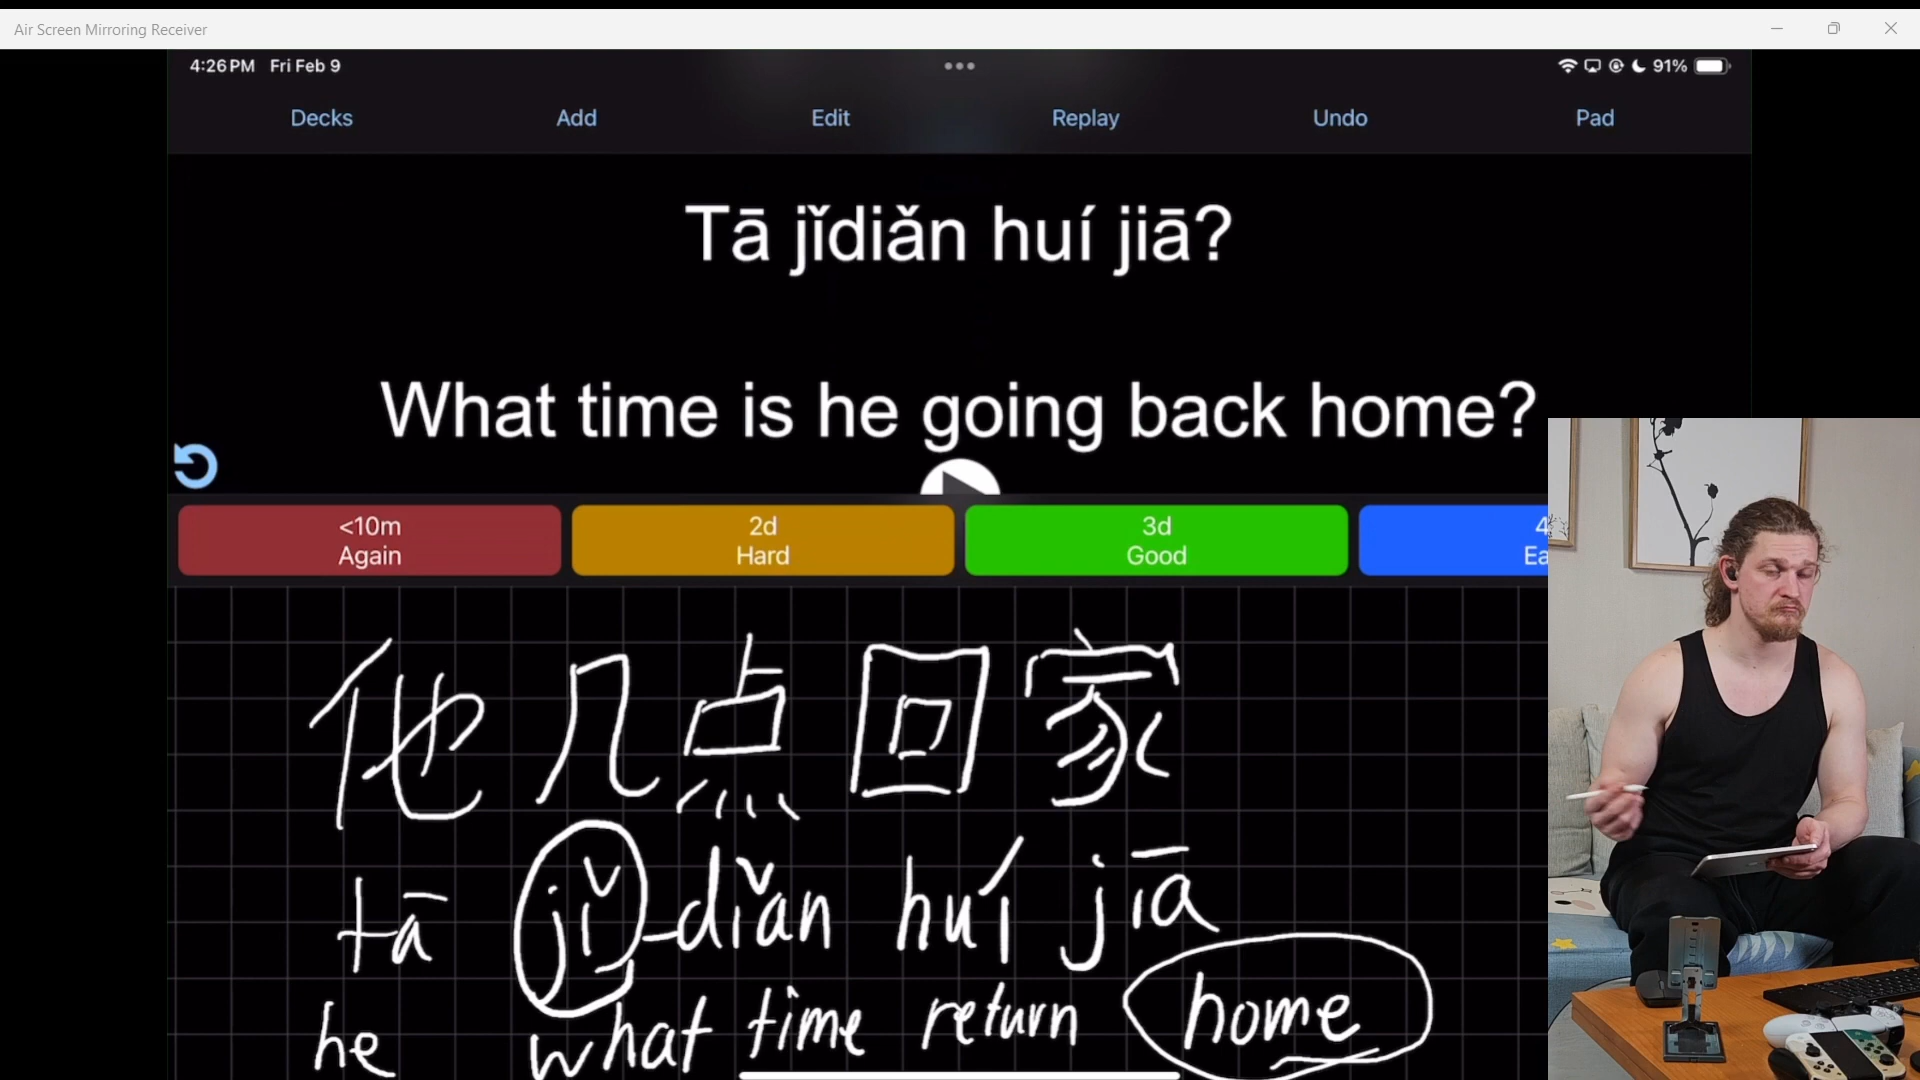 Air Screen Mirroring Receiver
4:26 PM Fri Feb 9
91%
Decks Add Edit Replay Undo Pad
Tā jǐdiǎn huí jiā?
What time is he going back home?
<10m 2d 3d 4
Again Hard Good Ea
他几点回家
tā jǐ-diǎn huí jiā
he what time return home